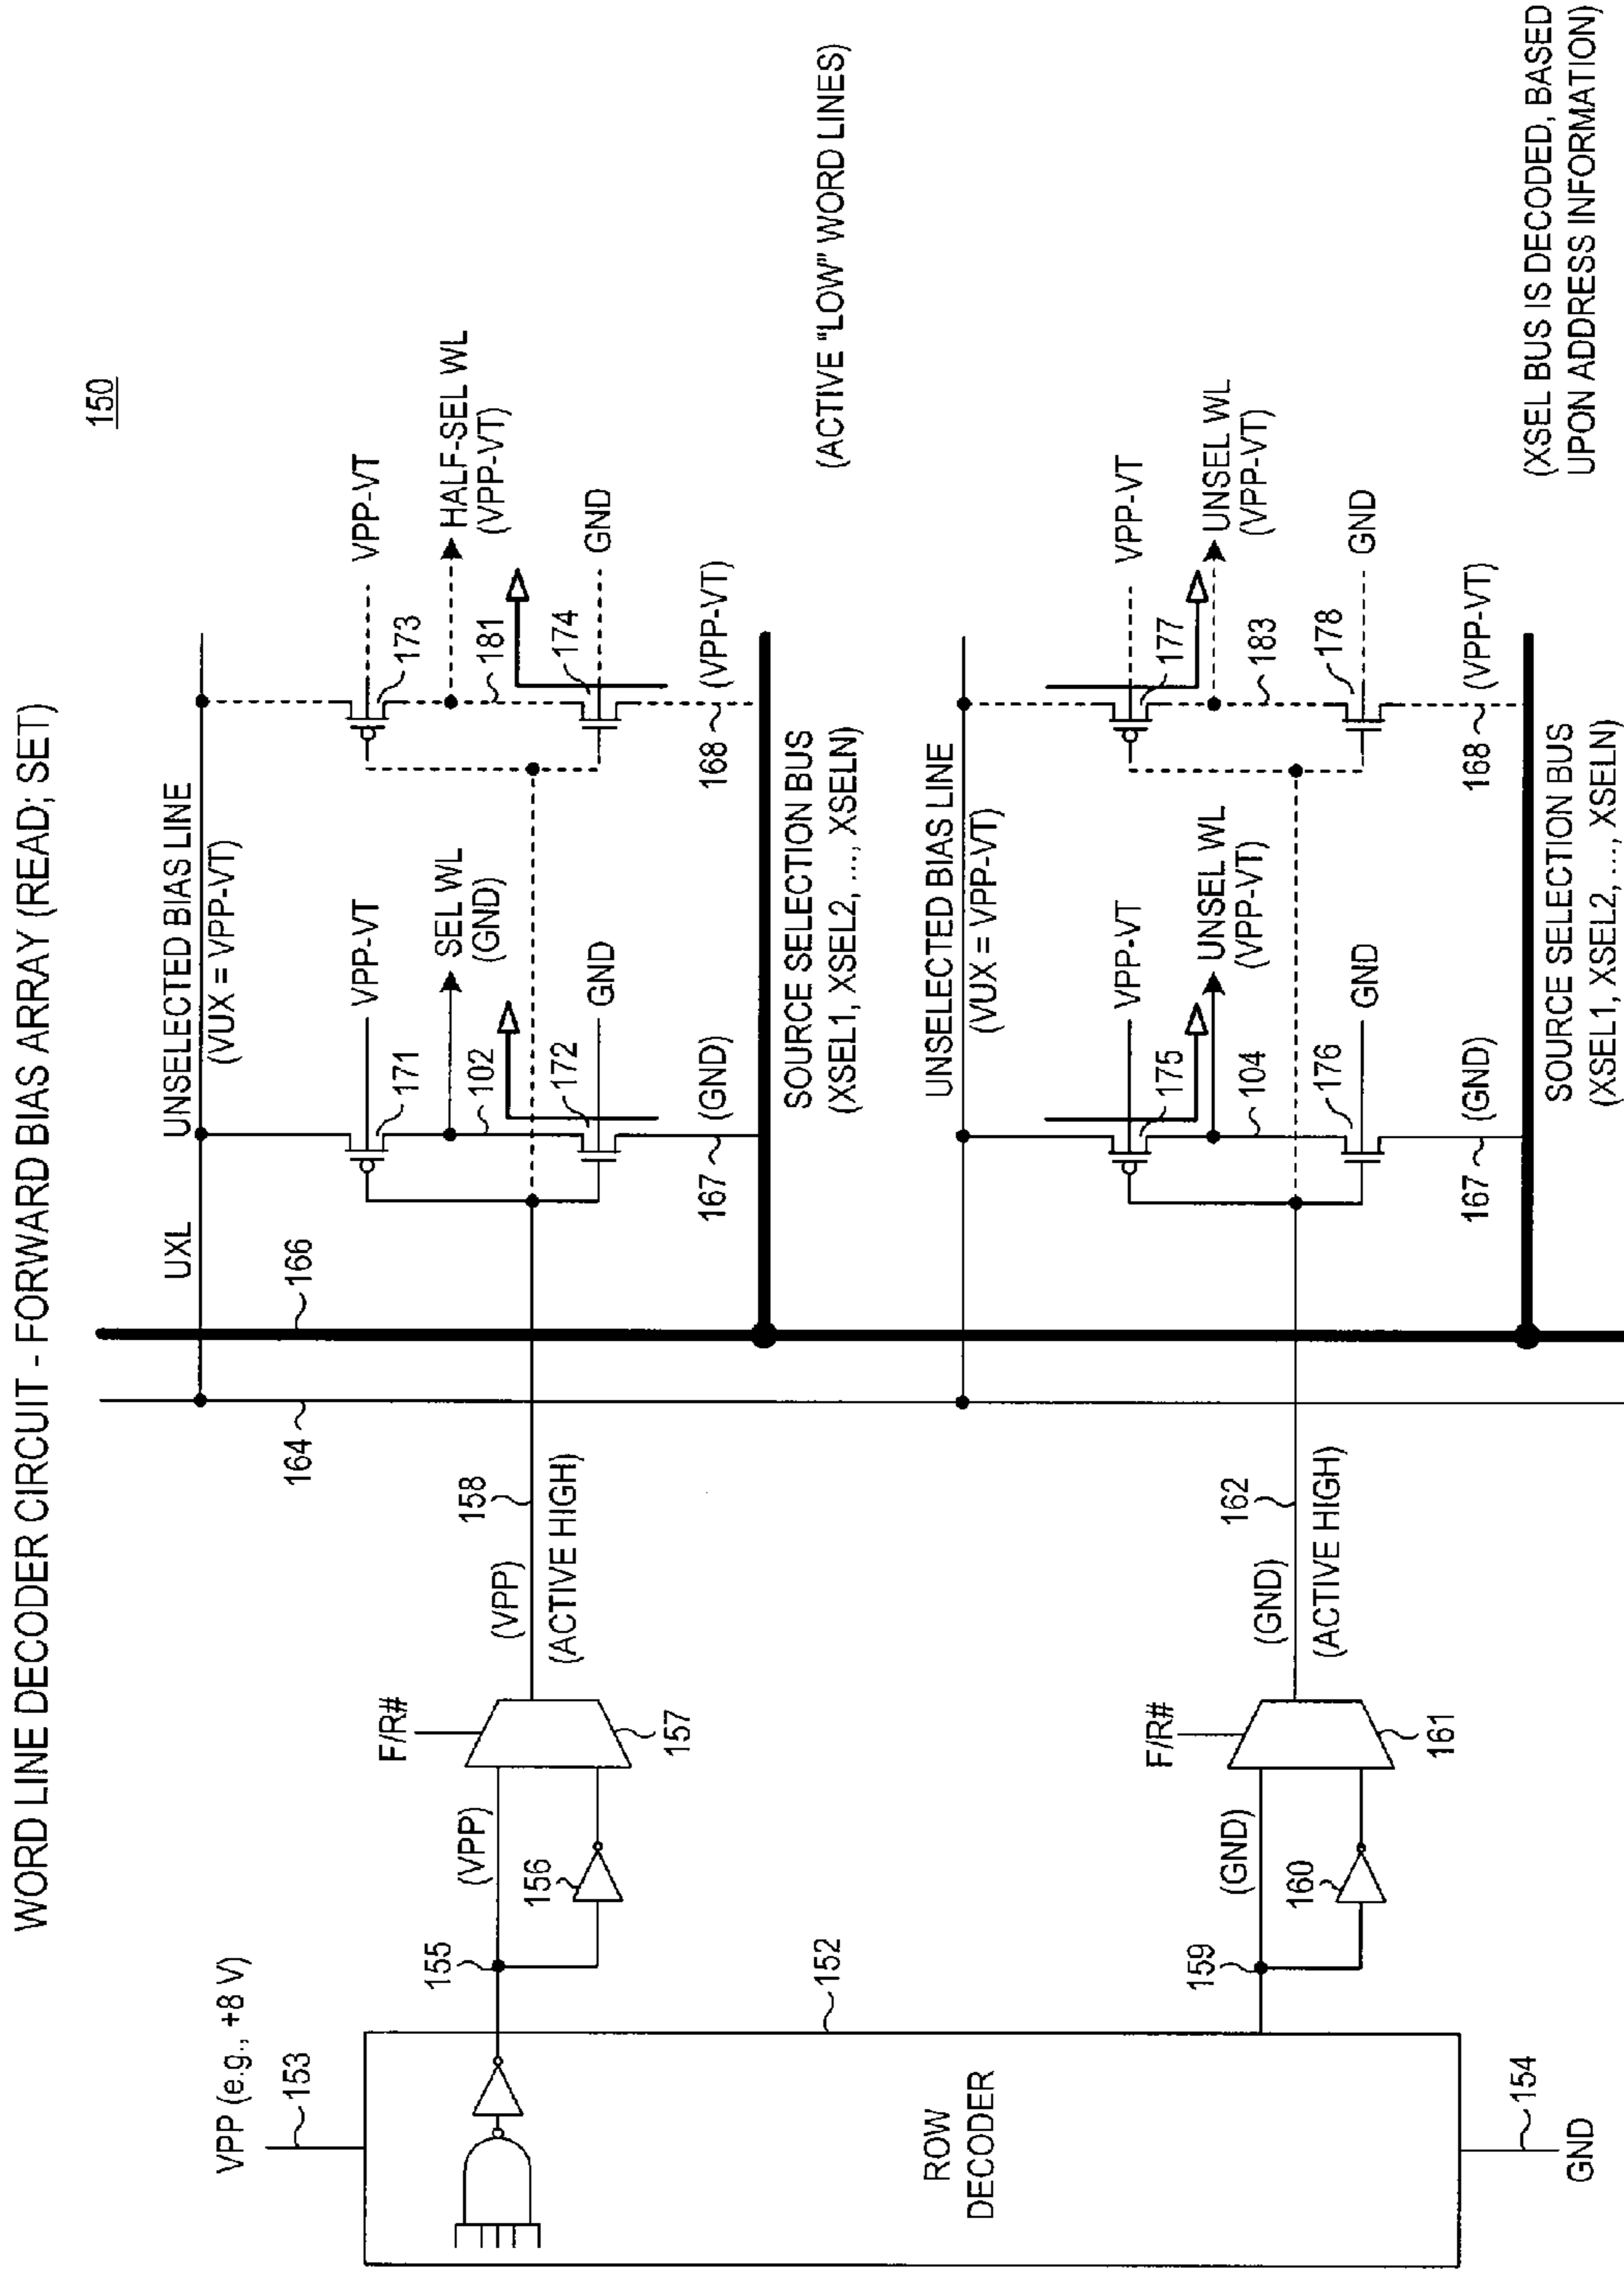 WORD LINE DECODER CIRCUIT - FORWARD BIAS ARRAY (READ; SET)
150
VPP (e.g., +8 V)
153
ROW
DECODER
152
154
GND
155
(VPP)
156
F/R#
157
(VPP)
158
(ACTIVE HIGH)
164
166
UXL
UNSELECTED BIAS LINE
(VUX = VPP-VT)
171
VPP-VT
SEL WL
(GND)
102
172
GND
167
(GND)
173
VPP-VT
HALF-SEL WL
(VPP-VT)
181
174
GND
168
(VPP-VT)
SOURCE SELECTION BUS
(XSEL1, XSEL2, ..., XSELN)
(ACTIVE "LOW" WORD LINES)
159
(GND)
160
F/R#
161
(GND)
162
(ACTIVE HIGH)
UNSELECTED BIAS LINE
(VUX = VPP-VT)
175
VPP-VT
UNSEL WL
(VPP-VT)
104
176
GND
167
(GND)
177
VPP-VT
UNSEL WL
(VPP-VT)
183
178
GND
168
(VPP-VT)
SOURCE SELECTION BUS
(XSEL1, XSEL2, ..., XSELN)
(XSEL BUS IS DECODED, BASED
UPON ADDRESS INFORMATION)